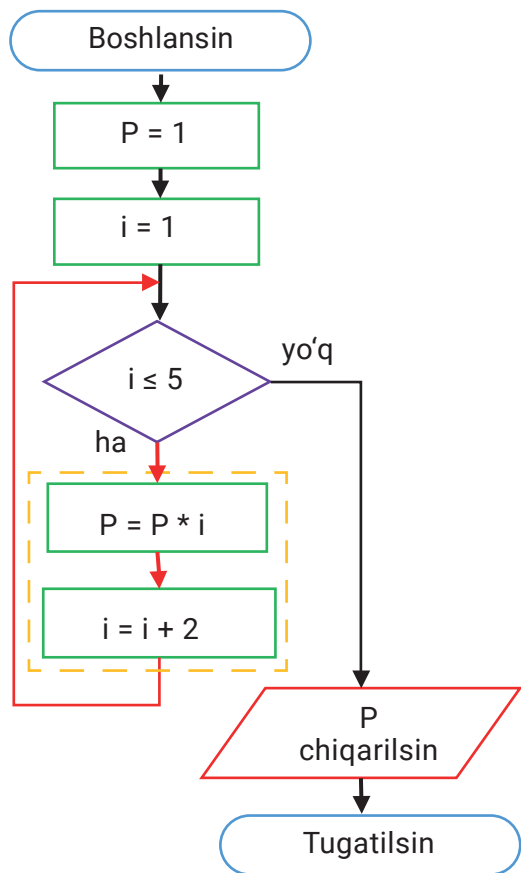 Boshlansin
P = 1
i = 1
i ≤ 5
yo‘q
ha
P = P * i
i = i + 2
P
chiqarilsin
Tugatilsin